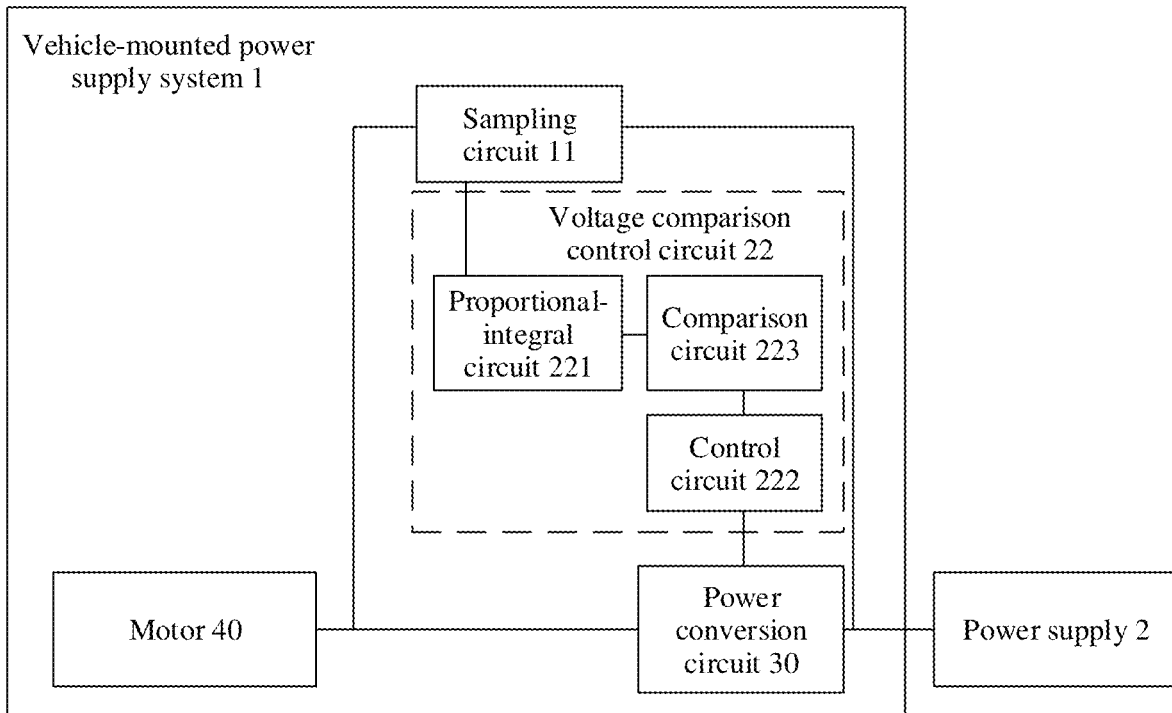 Vehicle-mounted power
supply system 1
Sampling
circuit 11
Voltage comparison
control circuit 22
Proportional-
integral
circuit 221
Comparison
circuit 223
Control
circuit 222
Motor 40
Power
conversion
circuit 30
Power supply 2